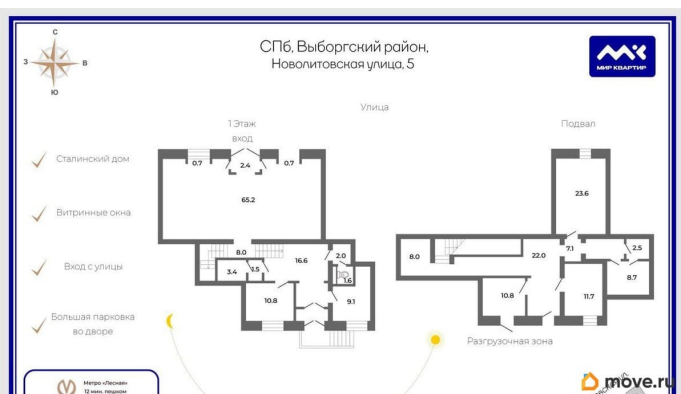 С
З
В
Ю
СПб, Выборгский район,
Новолитовская улица, 5
МИР КВАРТИР
Улица
1 Этаж
вход
Подвал
Сталинский дом
Витринные окна
Вход с улицы
Большая парковка
во дворе
0.7
2.4
0.7
65.2
8.0
16.6
2.0
3.4
1.5
1.6
10.8
9.1
23.6
8.0
22.0
7.1
2.5
8.7
10.8
11.7
Разгрузочная зона
Метро «Лесная»
12 мин. пешком
move.ru